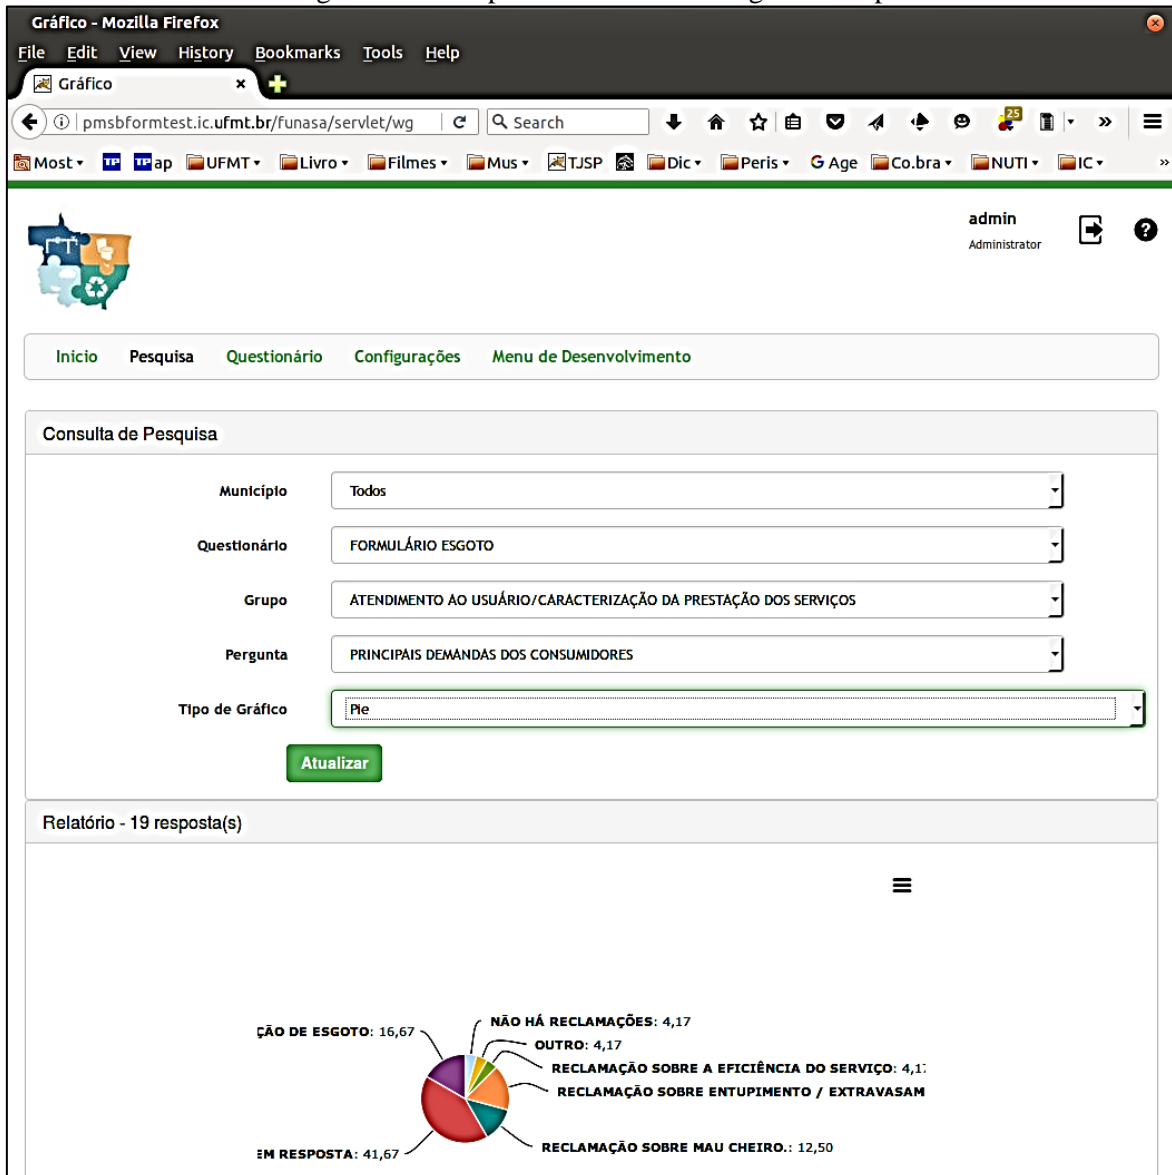 Gráfico - Mozilla Firefox
File Edit View History Bookmarks Tools Help
Gráfico
pmsbformtest.ic.ufmt.br/funasa/servlet/wg Search 25
Most TP TP ap UFMT Livro Filmes Mus TJSP Dic Peris G Age Co.bra NUTI IC »
admin
Administrator
Inicio Pesquisa Questionário Configurações Menu de Desenvolvimento
Consulta de Pesquisa
Município Todos
Questionário FORMULÁRIO ESGOTO
Grupo ATENDIMENTO AO USUÁRIO/CARACTERIZAÇÃO DA PRESTAÇÃO DOS SERVIÇOS
Pergunta PRINCIPAIS DEMANDAS DOS CONSUMIDORES
Tipo de Gráfico Pie
Atualizar
Relatório - 19 resposta(s)
NÃO HÁ RECLAMAÇÕES: 4,17
ÇÃO DE ESGOTO: 16,67
OUTRO: 4,17
RECLAMAÇÃO SOBRE A EFICIÊNCIA DO SERVIÇO: 4,17
RECLAMAÇÃO SOBRE ENTUPIMENTO / EXTRAVASAM
RECLAMAÇÃO SOBRE MAU CHEIRO.: 12,50
EM RESPOSTA: 41,67